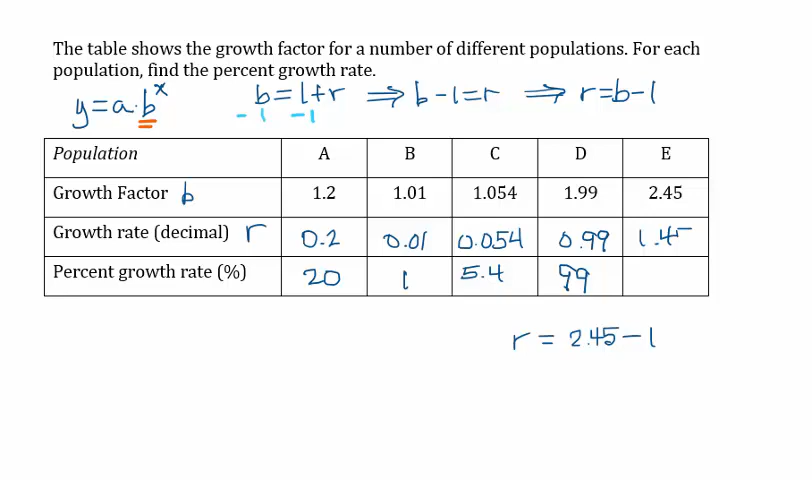 The table shows the growth factor for a number of different populations. For each
population, find the percent growth rate.
y=a·bˣ b=1+r ⟹ b-1=r ⟹ r=b-1
-1 -1
Population A B C D E
Growth Factor b 1.2 1.01 1.054 1.99 2.45
Growth rate (decimal) r 0.2 0.01 0.054 0.99 1.45
Percent growth rate (%) 20 1 5.4 99
r = 2.45-1